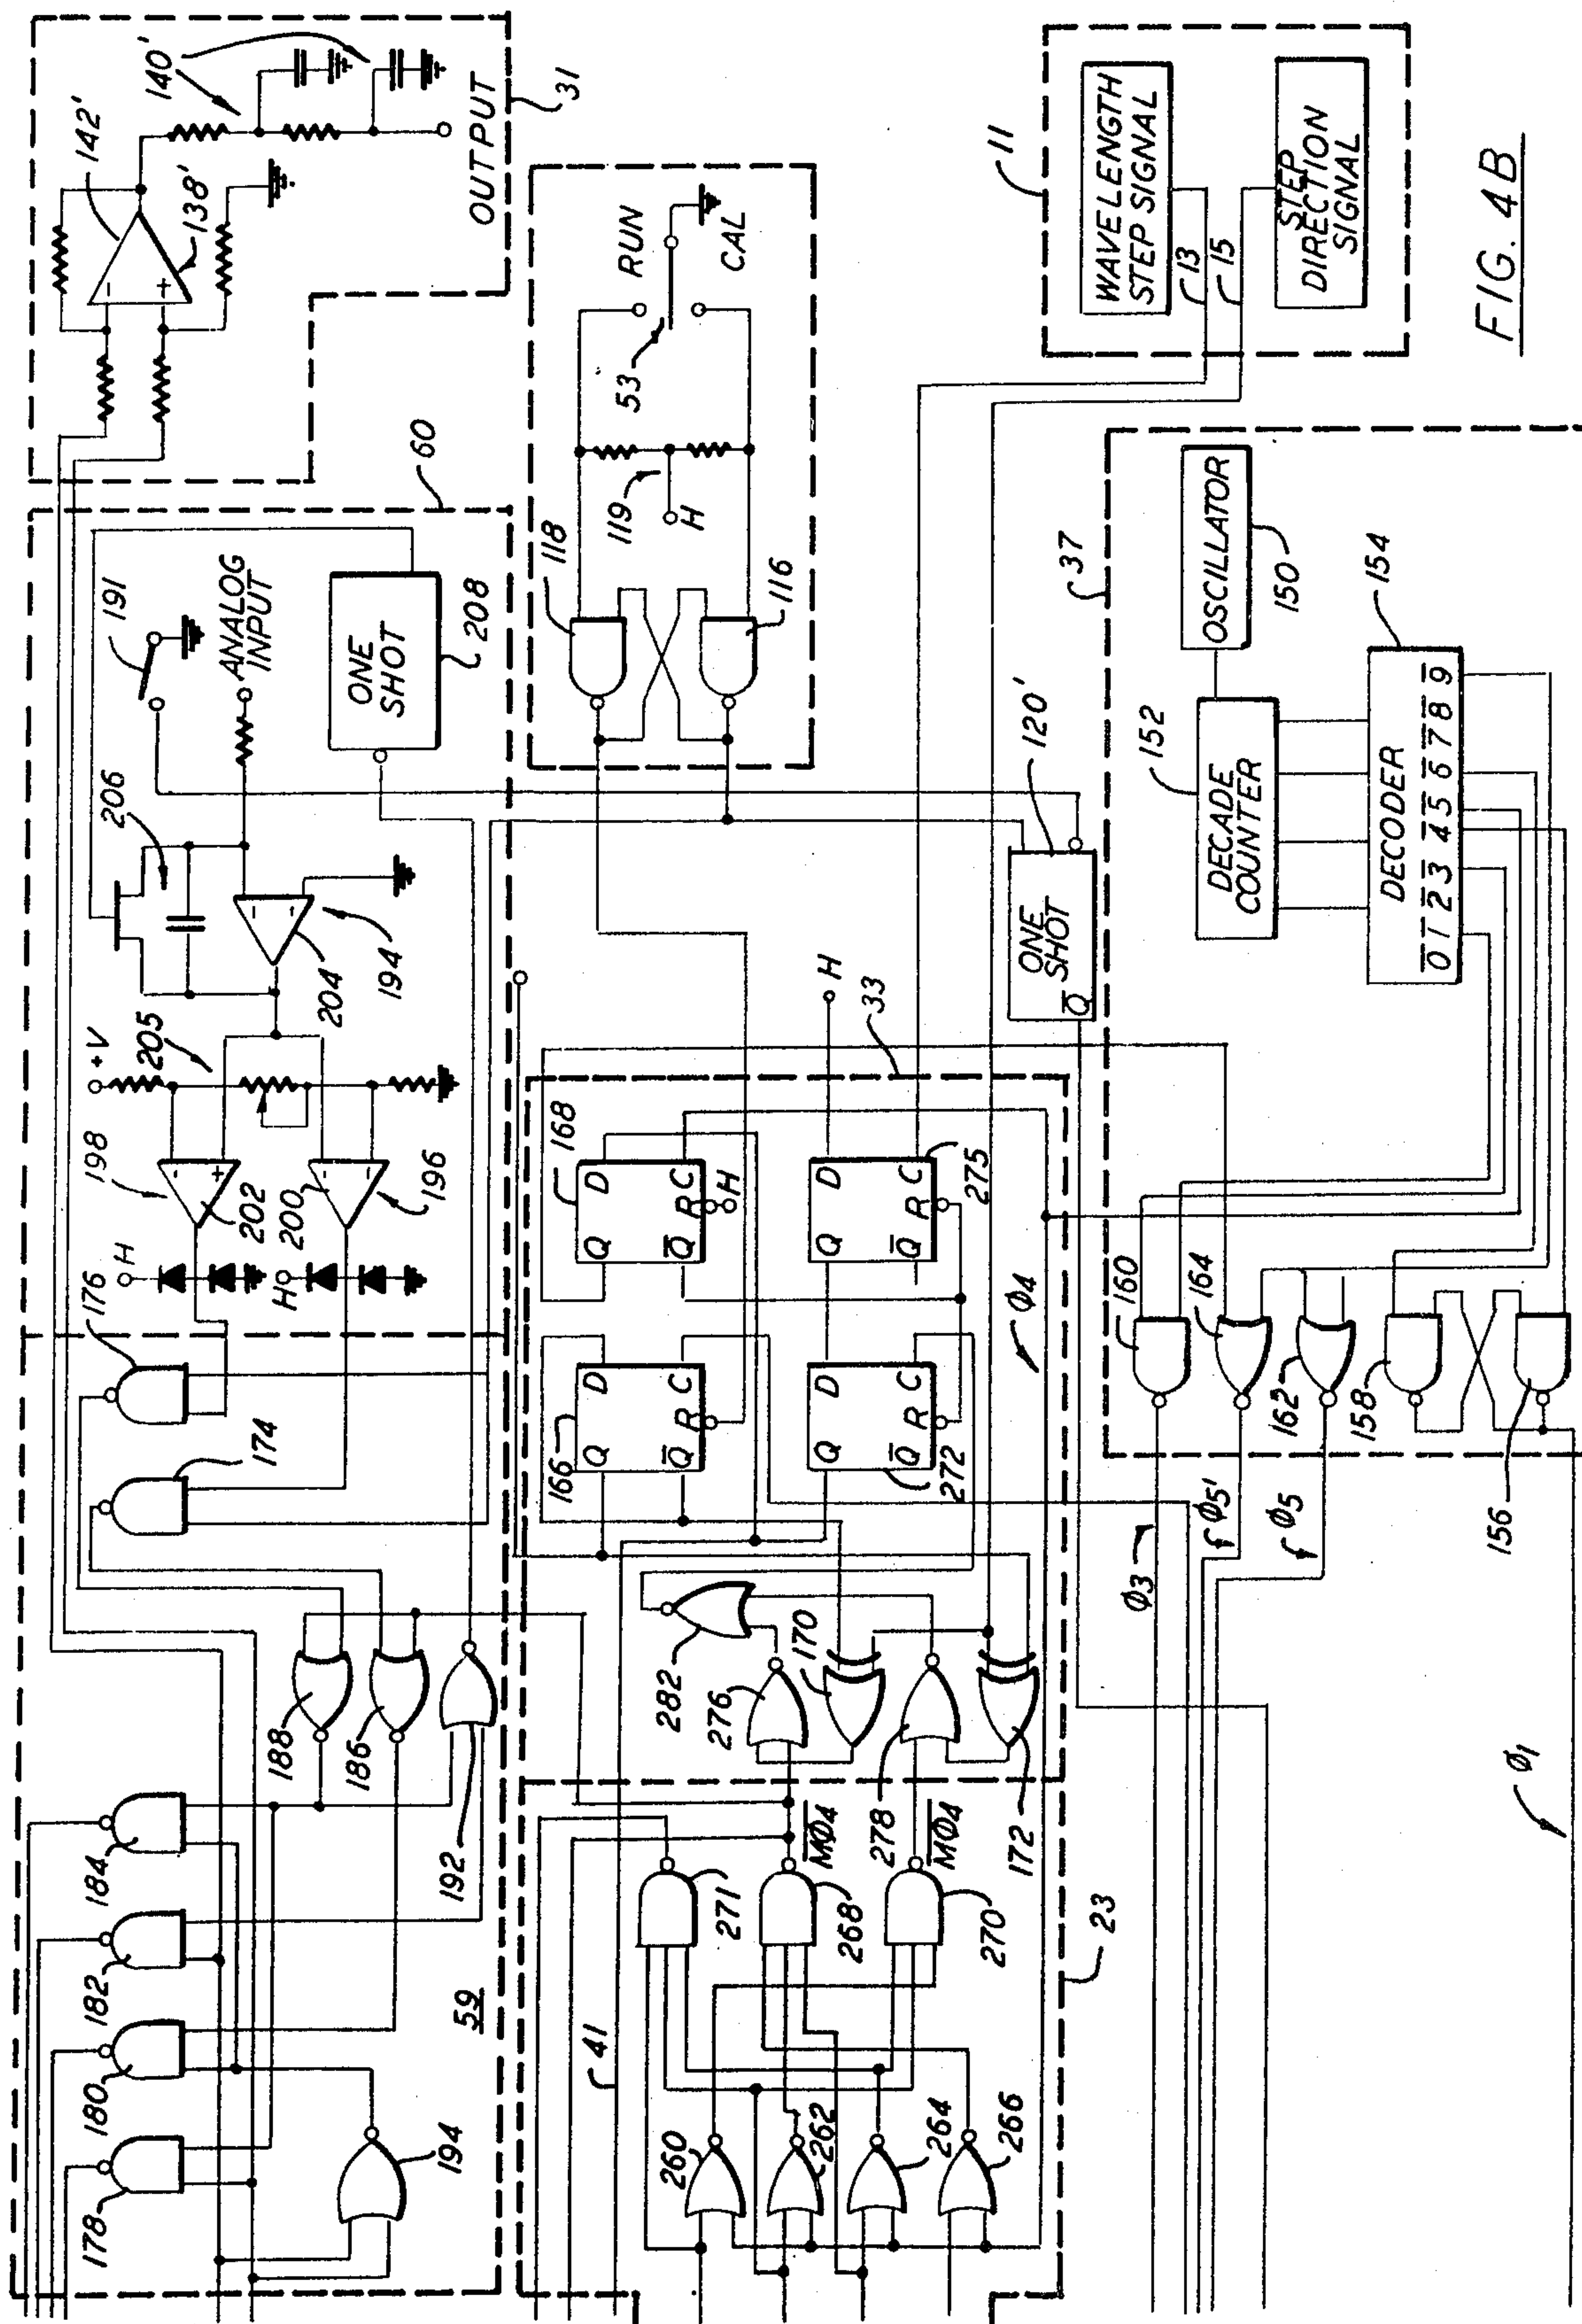 142'
140'
138'
OUTPUT
31
60
191
ANALOG
INPUT
206
ONE
SHOT
208
204
194
+V
205
198
202
200
196
H
H
176
174
188
186
192
184
182
180
178
194
59
118
116
119
H
53
RUN
CAL
11
WAVELENGTH
STEP SIGNAL
13
15
STEP
DIRECTION
SIGNAL
168
D
C
R
Q
Q̅
H
H
33
275
D
C
R
Q
Q̅
166
D
C
R
Q
Q̅
272
D
C
R
Q
Q̅
Φ4
ONE
SHOT
Q̅
120'
282
276
170
278
172
M̅Φ̅4̅
M̅Φ̅4̅
271
268
270
23
41
260
262
264
266
37
OSCILLATOR
150
152
DECADE
COUNTER
154
DECODER
0̅ 1̅ 2̅ 3̅ 4̅ 5̅ 6̅ 7̅ 8̅ 9̅
160
164
162
158
156
Φ3
Φ5'
Φ5
Φ1
FIG. 4B